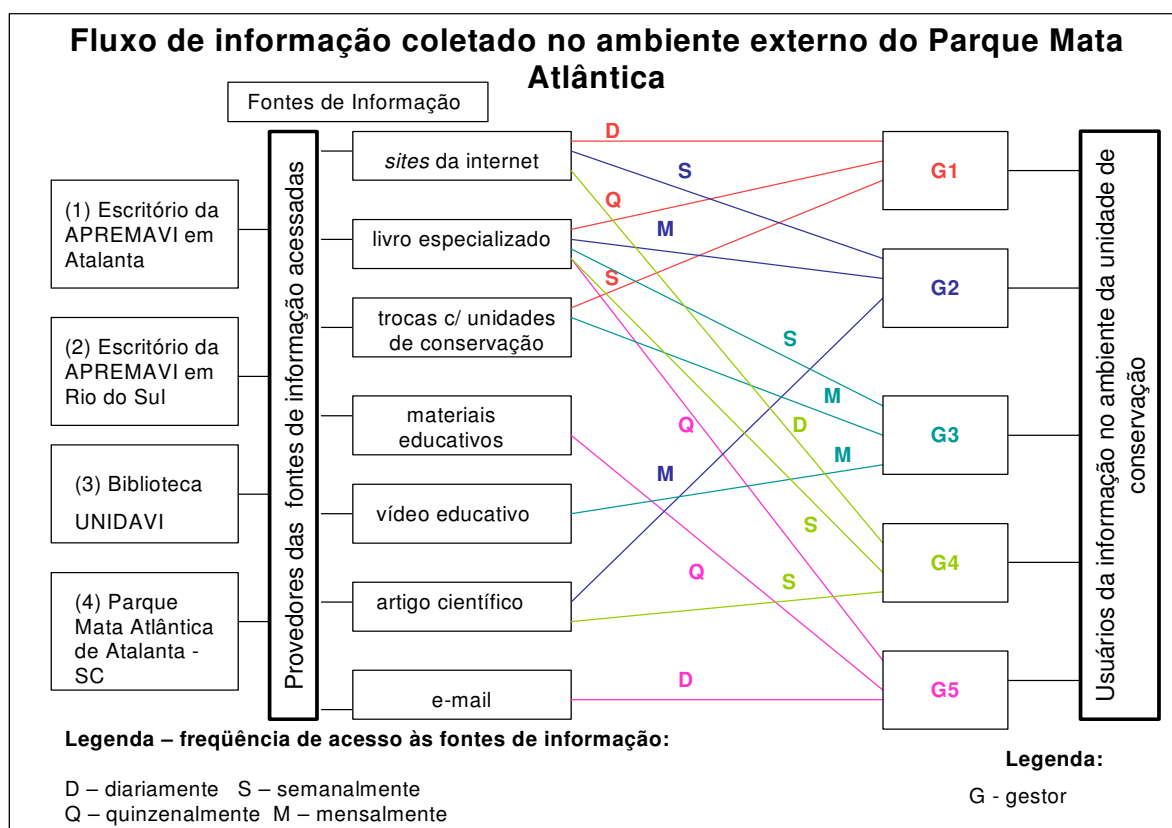 Fluxo de informação coletado no ambiente externo do Parque Mata
Atlântica
Fontes de Informação
(1) Escritório da
APREMAVI em
Atalanta
(2) Escritório da
APREMAVI em
Rio do Sul
(3) Biblioteca
UNIDAVI
(4) Parque
Mata Atlântica
de Atalanta -
SC
Provedores das fontes de informação acessadas
sites da internet
livro especializado
trocas c/ unidades
de conservação
materiais
educativos
vídeo educativo
artigo científico
e-mail
D
S
Q
M
S
S
M
Q
D
M
M
S
Q
S
D
G1
G2
G3
G4
G5
Usuários da informação no ambiente da unidade de
conservação
Legenda – freqüência de acesso às fontes de informação:
D – diariamente S – semanalmente
Q – quinzenalmente M – mensalmente
Legenda:
G - gestor